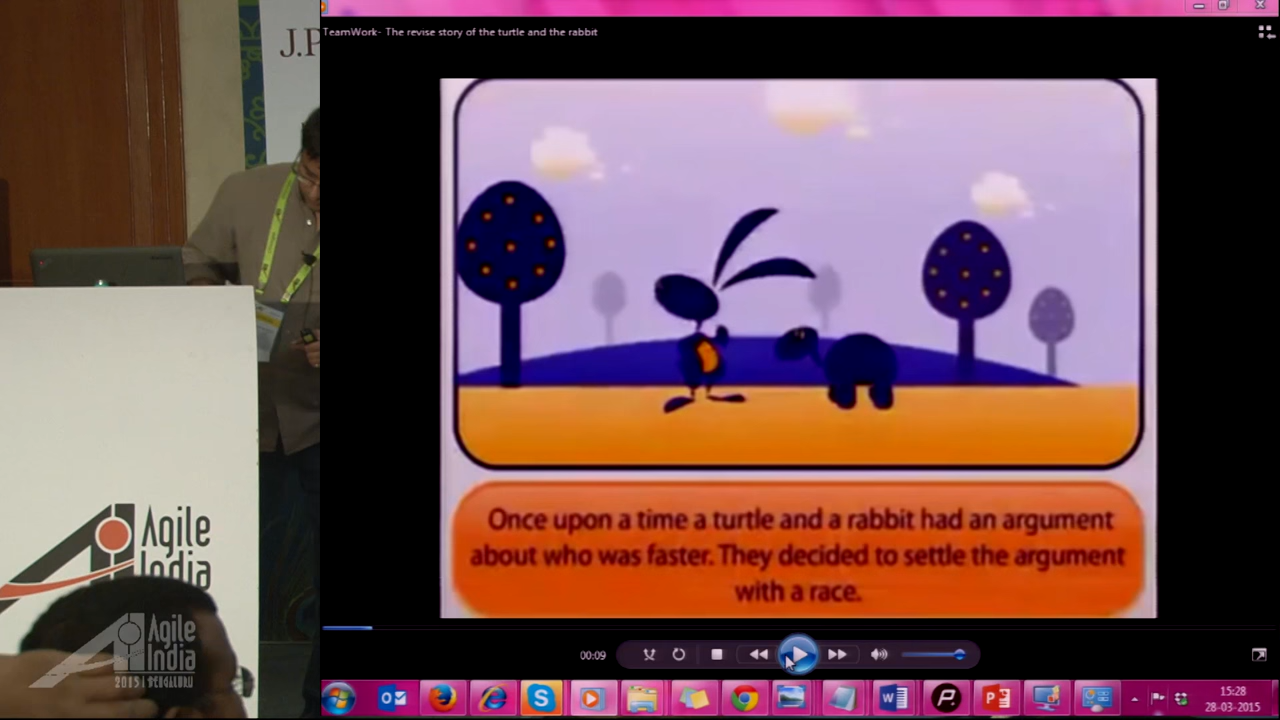 J.P
TeamWork- The revise story of the turtle and the rabbit
Once upon a time a turtle and a rabbit had an argument
about who was faster. They decided to settle the argument
with a race.
00:09
Agile
India
Agile
India
2015 | BENGALURU
15:28
28-03-2015